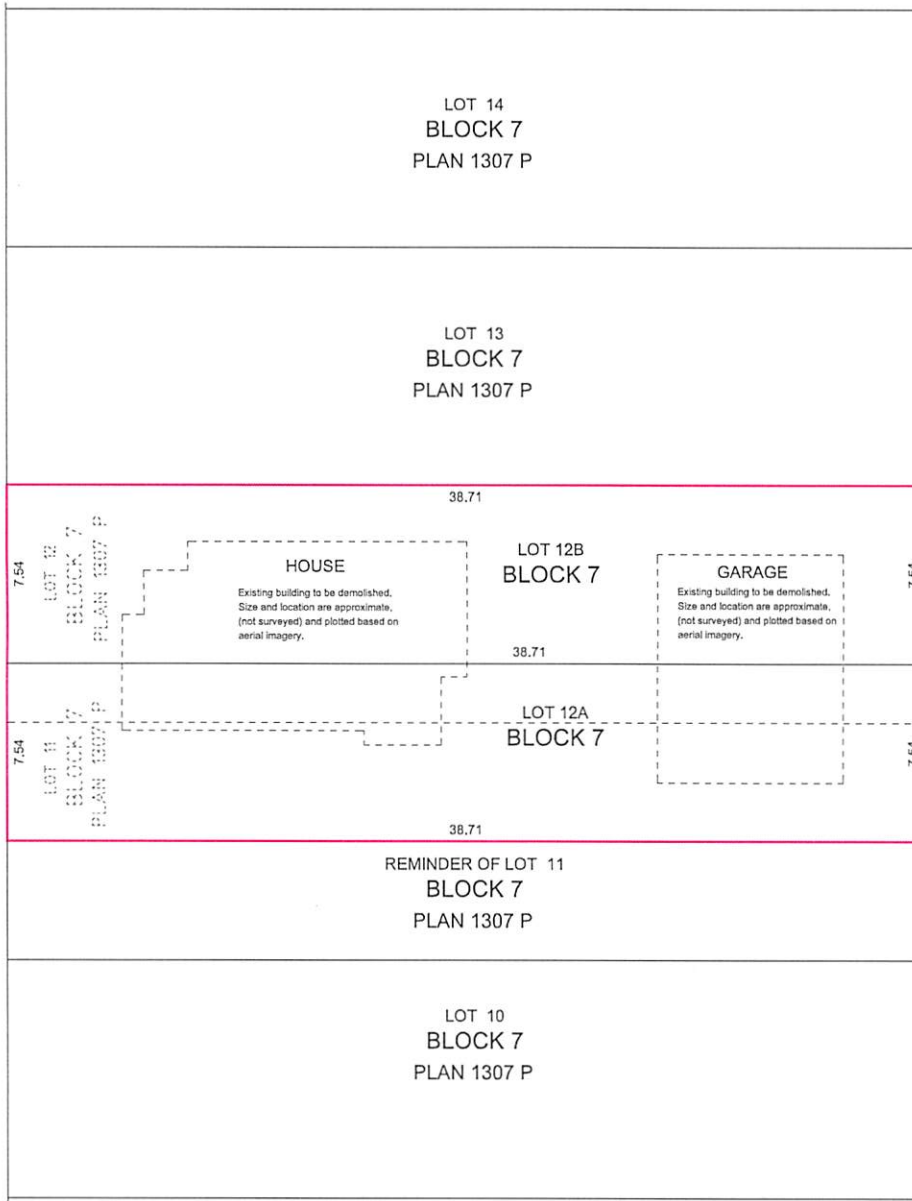 LOT 14
BLOCK 7
PLAN 1307 P
LOT 13
BLOCK 7
PLAN 1307 P
38.71
7.54
LOT 12
BLOCK 7
PLAN 1307 P
HOUSE
Existing building to be demolished.
Size and location are approximate,
(not surveyed) and plotted based on
aerial imagery.
LOT 12B
BLOCK 7
GARAGE
Existing building to be demolished.
Size and location are approximate,
(not surveyed) and plotted based on
aerial imagery.
7.54
38.71
7.54
LOT 11
BLOCK 7
PLAN 1307 P
LOT 12A
BLOCK 7
7.54
38.71
REMINDER OF LOT 11
BLOCK 7
PLAN 1307 P
LOT 10
BLOCK 7
PLAN 1307 P